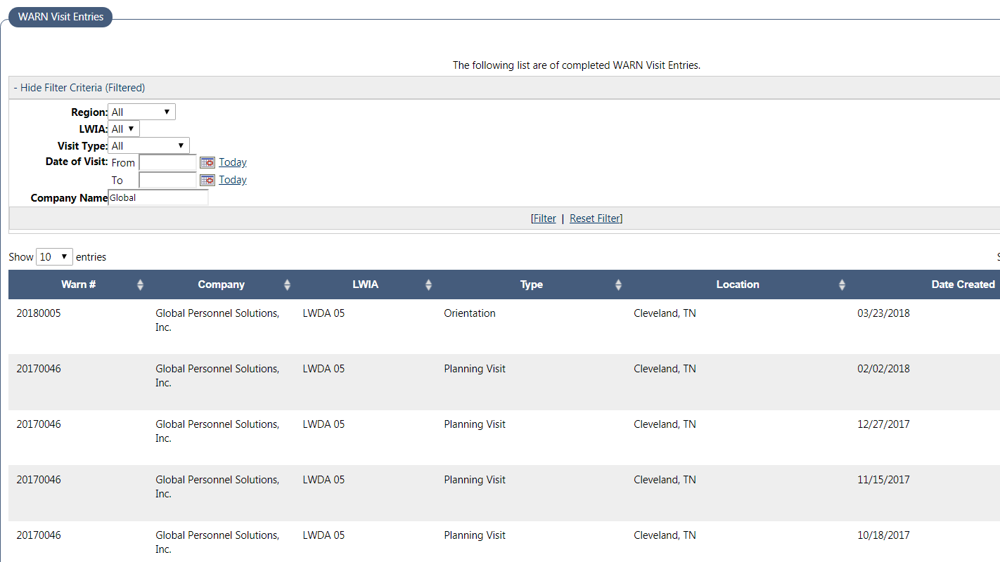 WARN Visit Entries
The following list are of completed WARN Visit Entries.
- Hide Filter Criteria (Filtered)
Region: All
LWIA: All
Visit Type: All
Date of Visit: From Today
To Today
Company Name Global
[Filter | Reset Filter]
Show 10 entries
Warn # Company LWIA Type Location Date Created
20180005 Global Personnel Solutions, LWDA 05 Orientation Cleveland, TN 03/23/2018
Inc.
20170046 Global Personnel Solutions, LWDA 05 Planning Visit Cleveland, TN 02/02/2018
Inc.
20170046 Global Personnel Solutions, LWDA 05 Planning Visit Cleveland, TN 12/27/2017
Inc.
20170046 Global Personnel Solutions, LWDA 05 Planning Visit Cleveland, TN 11/15/2017
Inc.
20170046 Global Personnel Solutions, LWDA 05 Planning Visit Cleveland, TN 10/18/2017
Inc.